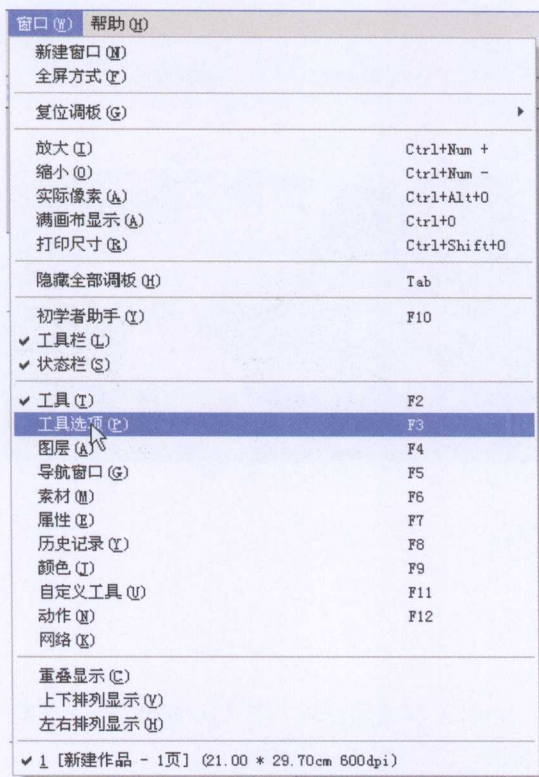 窗口(W) 帮助(H)
新建窗口(N)
全屏方式(F)
复位调板(G)
放大(I) Ctrl+Num +
缩小(O) Ctrl+Num -
实际像素(A) Ctrl+Alt+0
满画布显示(A) Ctrl+0
打印尺寸(R) Ctrl+Shift+0
隐藏全部调板(H) Tab
初学者助手(Y) F10
✓ 工具栏(L)
✓ 状态栏(S)
✓ 工具(T) F2
工具选项(P) F3
图层(A) F4
导航窗口(G) F5
素材(M) F6
属性(E) F7
历史记录(Y) F8
颜色(J) F9
自定义工具(U) F11
动作(N) F12
网络(K)
重叠显示(C)
上下排列显示(V)
左右排列显示(H)
✓ 1 [新建作品 - 1页] (21.00 * 29.70cm 600dpi)